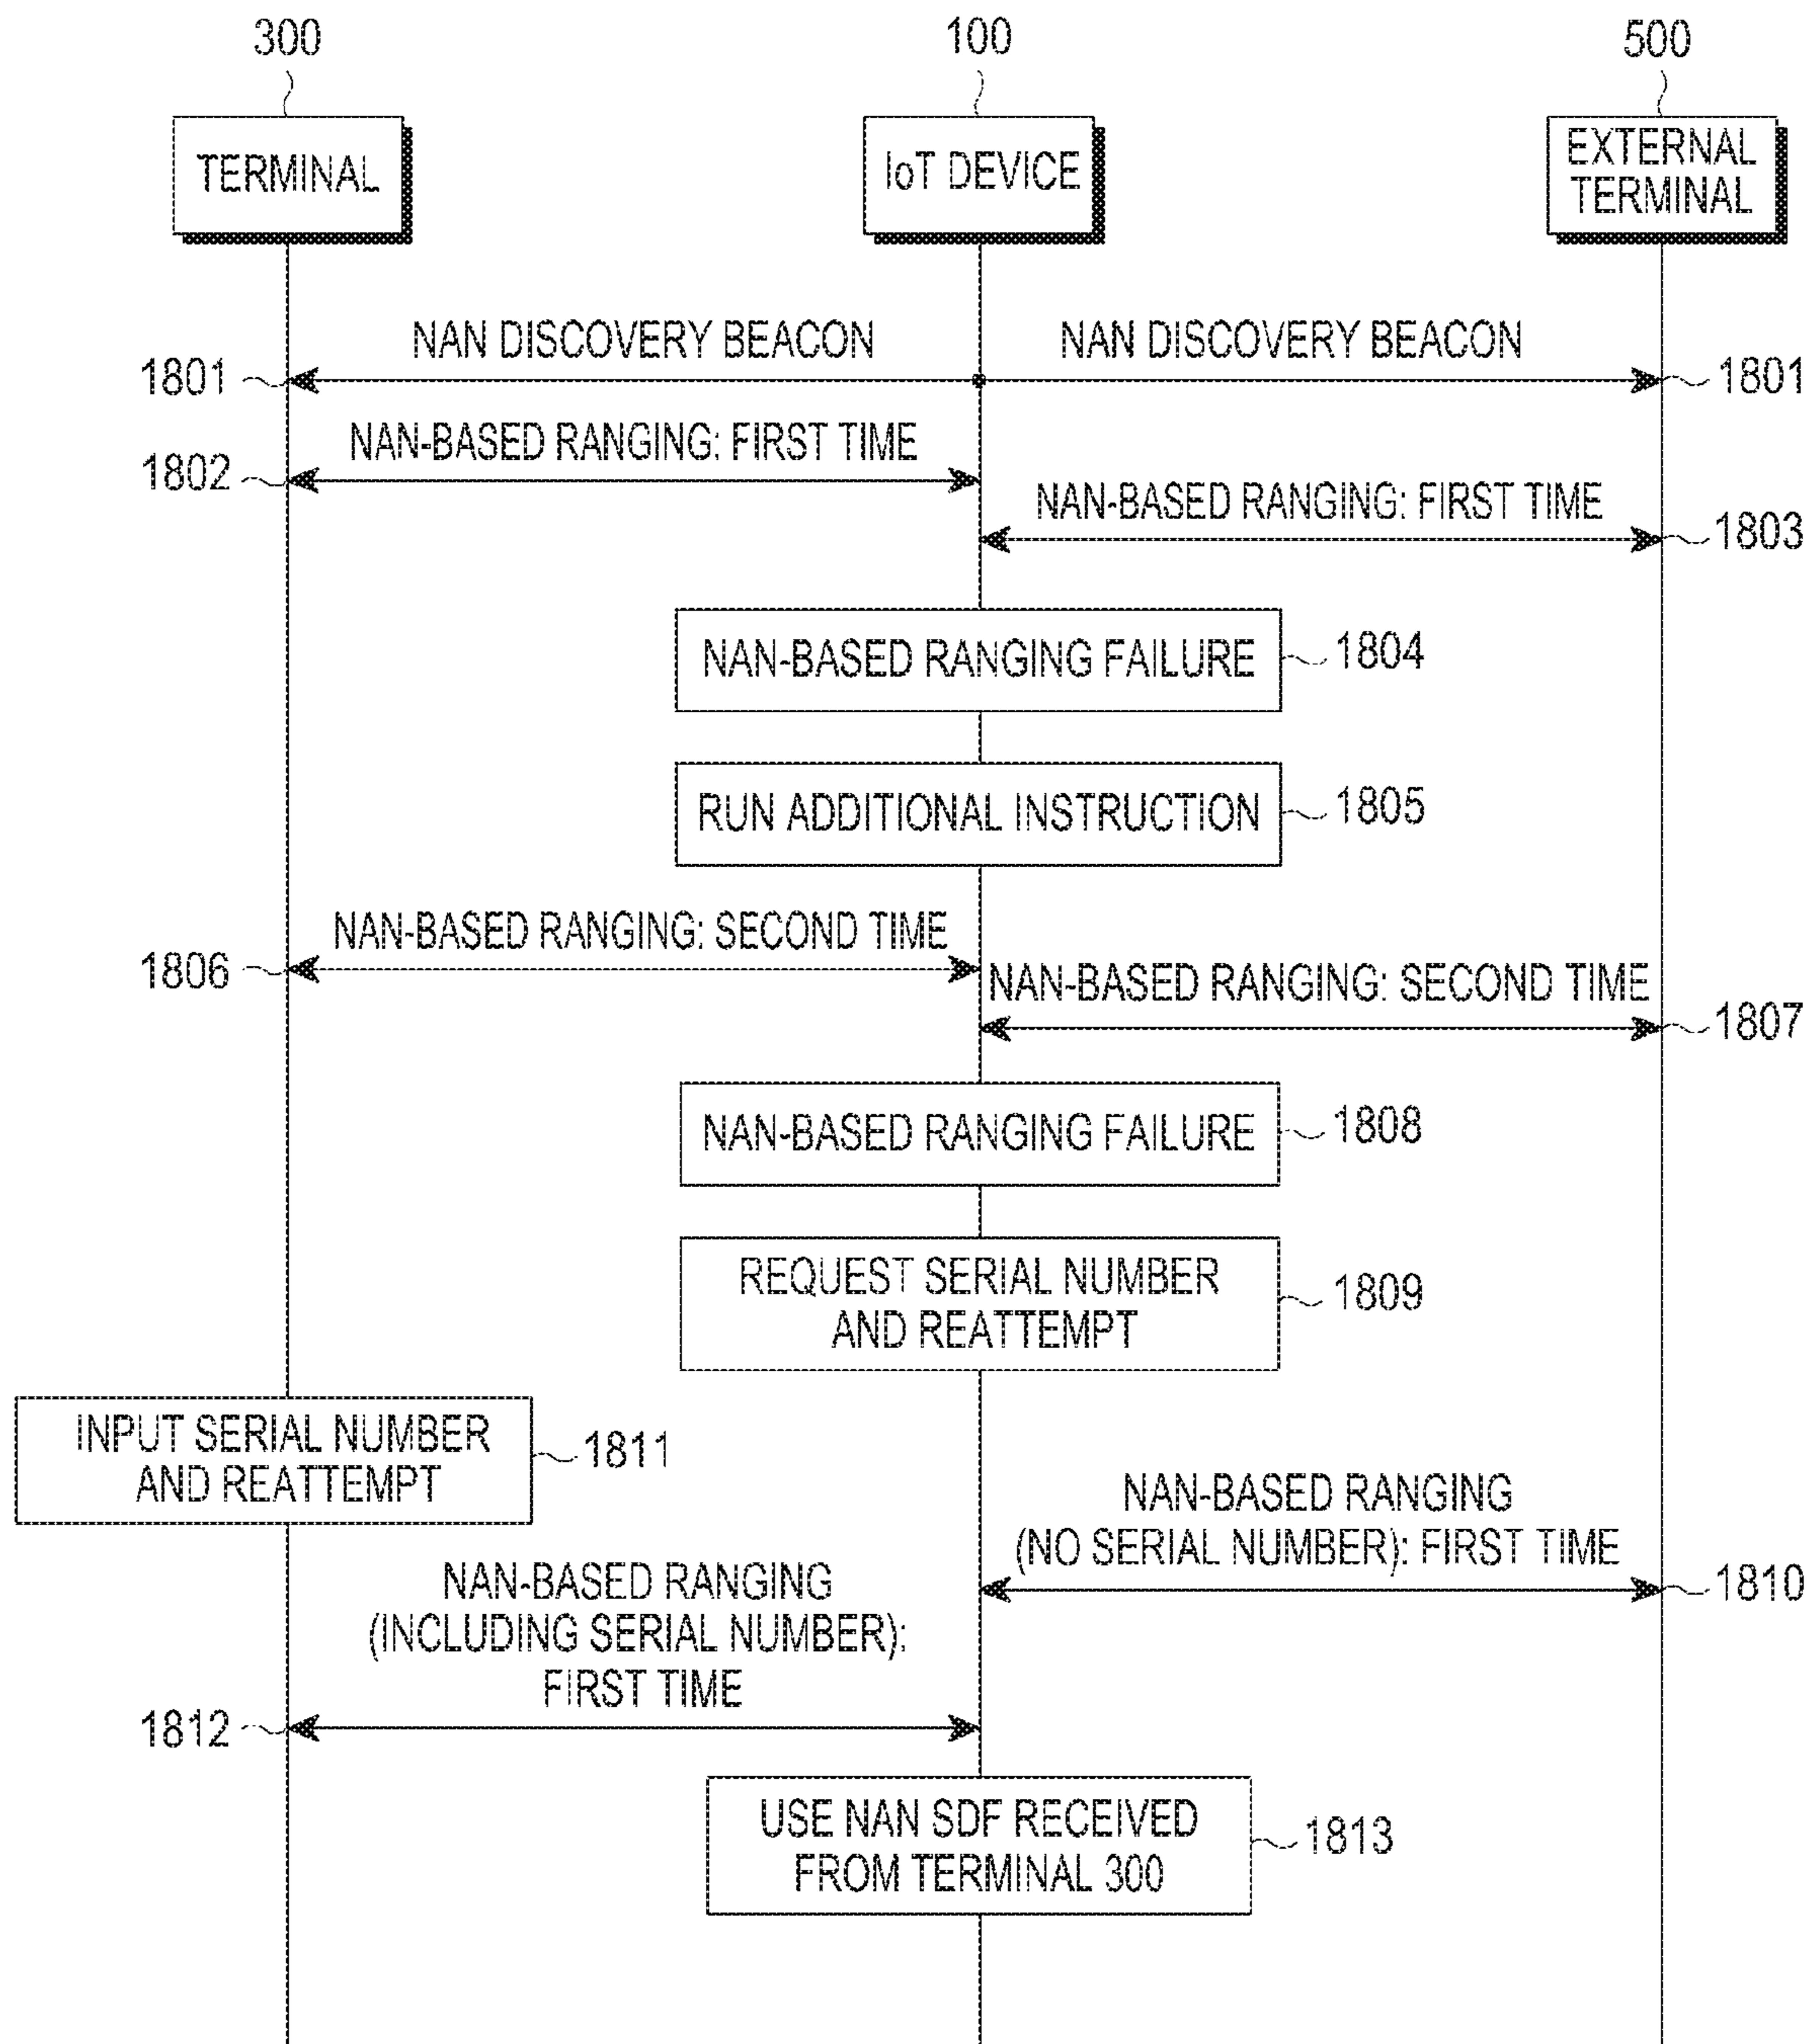 300
100
500
TERMINAL
IoT DEVICE
EXTERNAL
TERMINAL
NAN DISCOVERY BEACON
NAN DISCOVERY BEACON
1801
1801
NAN-BASED RANGING: FIRST TIME
1802
NAN-BASED RANGING: FIRST TIME
1803
NAN-BASED RANGING FAILURE
1804
RUN ADDITIONAL INSTRUCTION
1805
NAN-BASED RANGING: SECOND TIME
1806
NAN-BASED RANGING: SECOND TIME
1807
NAN-BASED RANGING FAILURE
1808
REQUEST SERIAL NUMBER
AND REATTEMPT
1809
INPUT SERIAL NUMBER
AND REATTEMPT
1811
NAN-BASED RANGING
(NO SERIAL NUMBER): FIRST TIME
1810
NAN-BASED RANGING
(INCLUDING SERIAL NUMBER):
FIRST TIME
1812
USE NAN SDF RECEIVED
FROM TERMINAL 300
1813